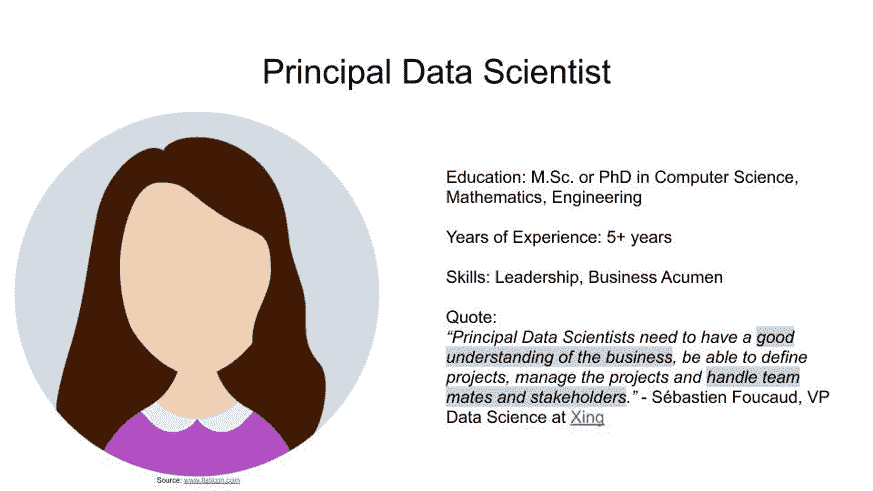 Principal Data Scientist
Education: M.Sc. or PhD in Computer Science,
Mathematics, Engineering
Years of Experience: 5+ years
Skills: Leadership, Business Acumen
Quote:
“Principal Data Scientists need to have a good
understanding of the business, be able to define
projects, manage the projects and handle team
mates and stakeholders.” - Sébastien Foucaud, VP
Data Science at Xing
Source: www.flaticon.com